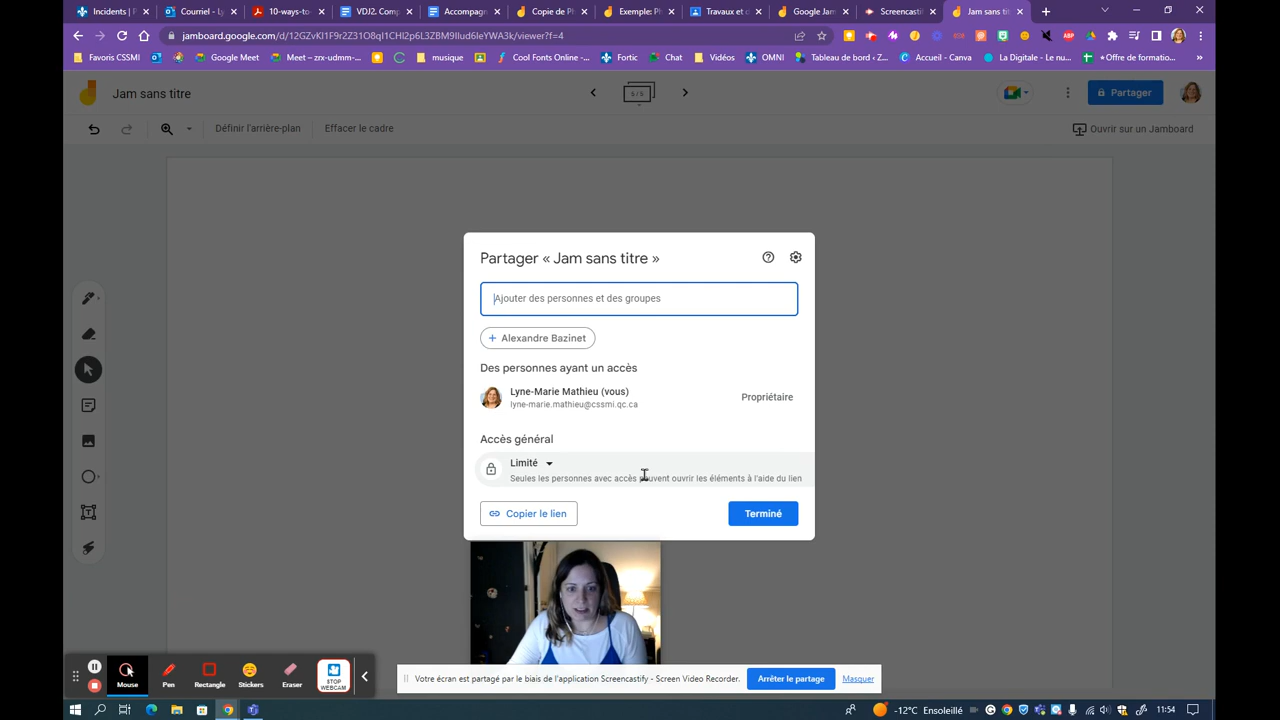 Incidents | P
Courriel - Ly
10-ways-to-
VDJ2. Comp
Accompagn
Copie de Ph
Exemple: Ph
Travaux et c
Google Jam
Screencastif
Jam sans tit
jamboard.google.com/d/12GZvKI1F9r2Z31O8qI1CHI2p6L3ZBM9Ilud6leYWA3k/viewer?f=4
Favoris CSSMI
Google Meet
Meet – zrx-udmm-...
musique
Cool Fonts Online -...
Fortic
Chat
Vidéos
OMNI
Tableau de bord ‹ Z...
Accueil - Canva
La Digitale - Le nu...
*Offre de formatio...
»
Jam sans titre
5 / 5
Partager
Définir l'arrière-plan
Effacer le cadre
Ouvrir sur un Jamboard
Partager « Jam sans titre »
Ajouter des personnes et des groupes
+ Alexandre Bazinet
Des personnes ayant un accès
Lyne-Marie Mathieu (vous)
lyne-marie.mathieu@cssmi.qc.ca
Propriétaire
Accès général
Limité
Seules les personnes avec accès peuvent ouvrir les éléments à l'aide du lien
Copier le lien
Terminé
Mouse
Pen
Rectangle
Stickers
Eraser
STOP
WEBCAM
Votre écran est partagé par le biais de l'application Screencastify - Screen Video Recorder.
Arrêter le partage
Masquer
-12°C Ensoleillé
11:54